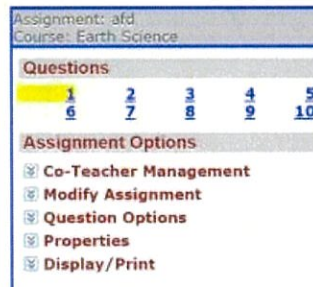 Assignment: afd
Course: Earth Science
Questions
1 2 3 4 5
6 7 8 9 10
Assignment Options
Co-Teacher Management
Modify Assignment
Question Options
Properties
Display/Print